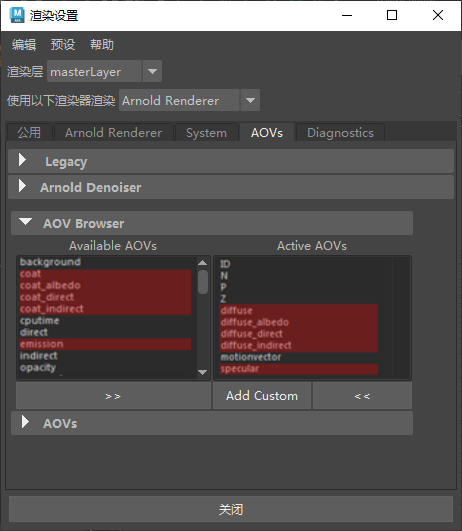 渲染设置
编辑 预设 帮助
渲染层 masterLayer
使用以下渲染器渲染 Arnold Renderer
公用 Arnold Renderer System AOVs Diagnostics
Legacy
Arnold Denoiser
AOV Browser
Available AOVs
background
coat
coat_albedo
coat_direct
coat_indirect
cputime
direct
emission
indirect
opacity
>>
Active AOVs
ID
N
P
Z
diffuse
diffuse_albedo
diffuse_direct
diffuse_indirect
motionvector
specular
Add Custom <<
AOVs
关闭